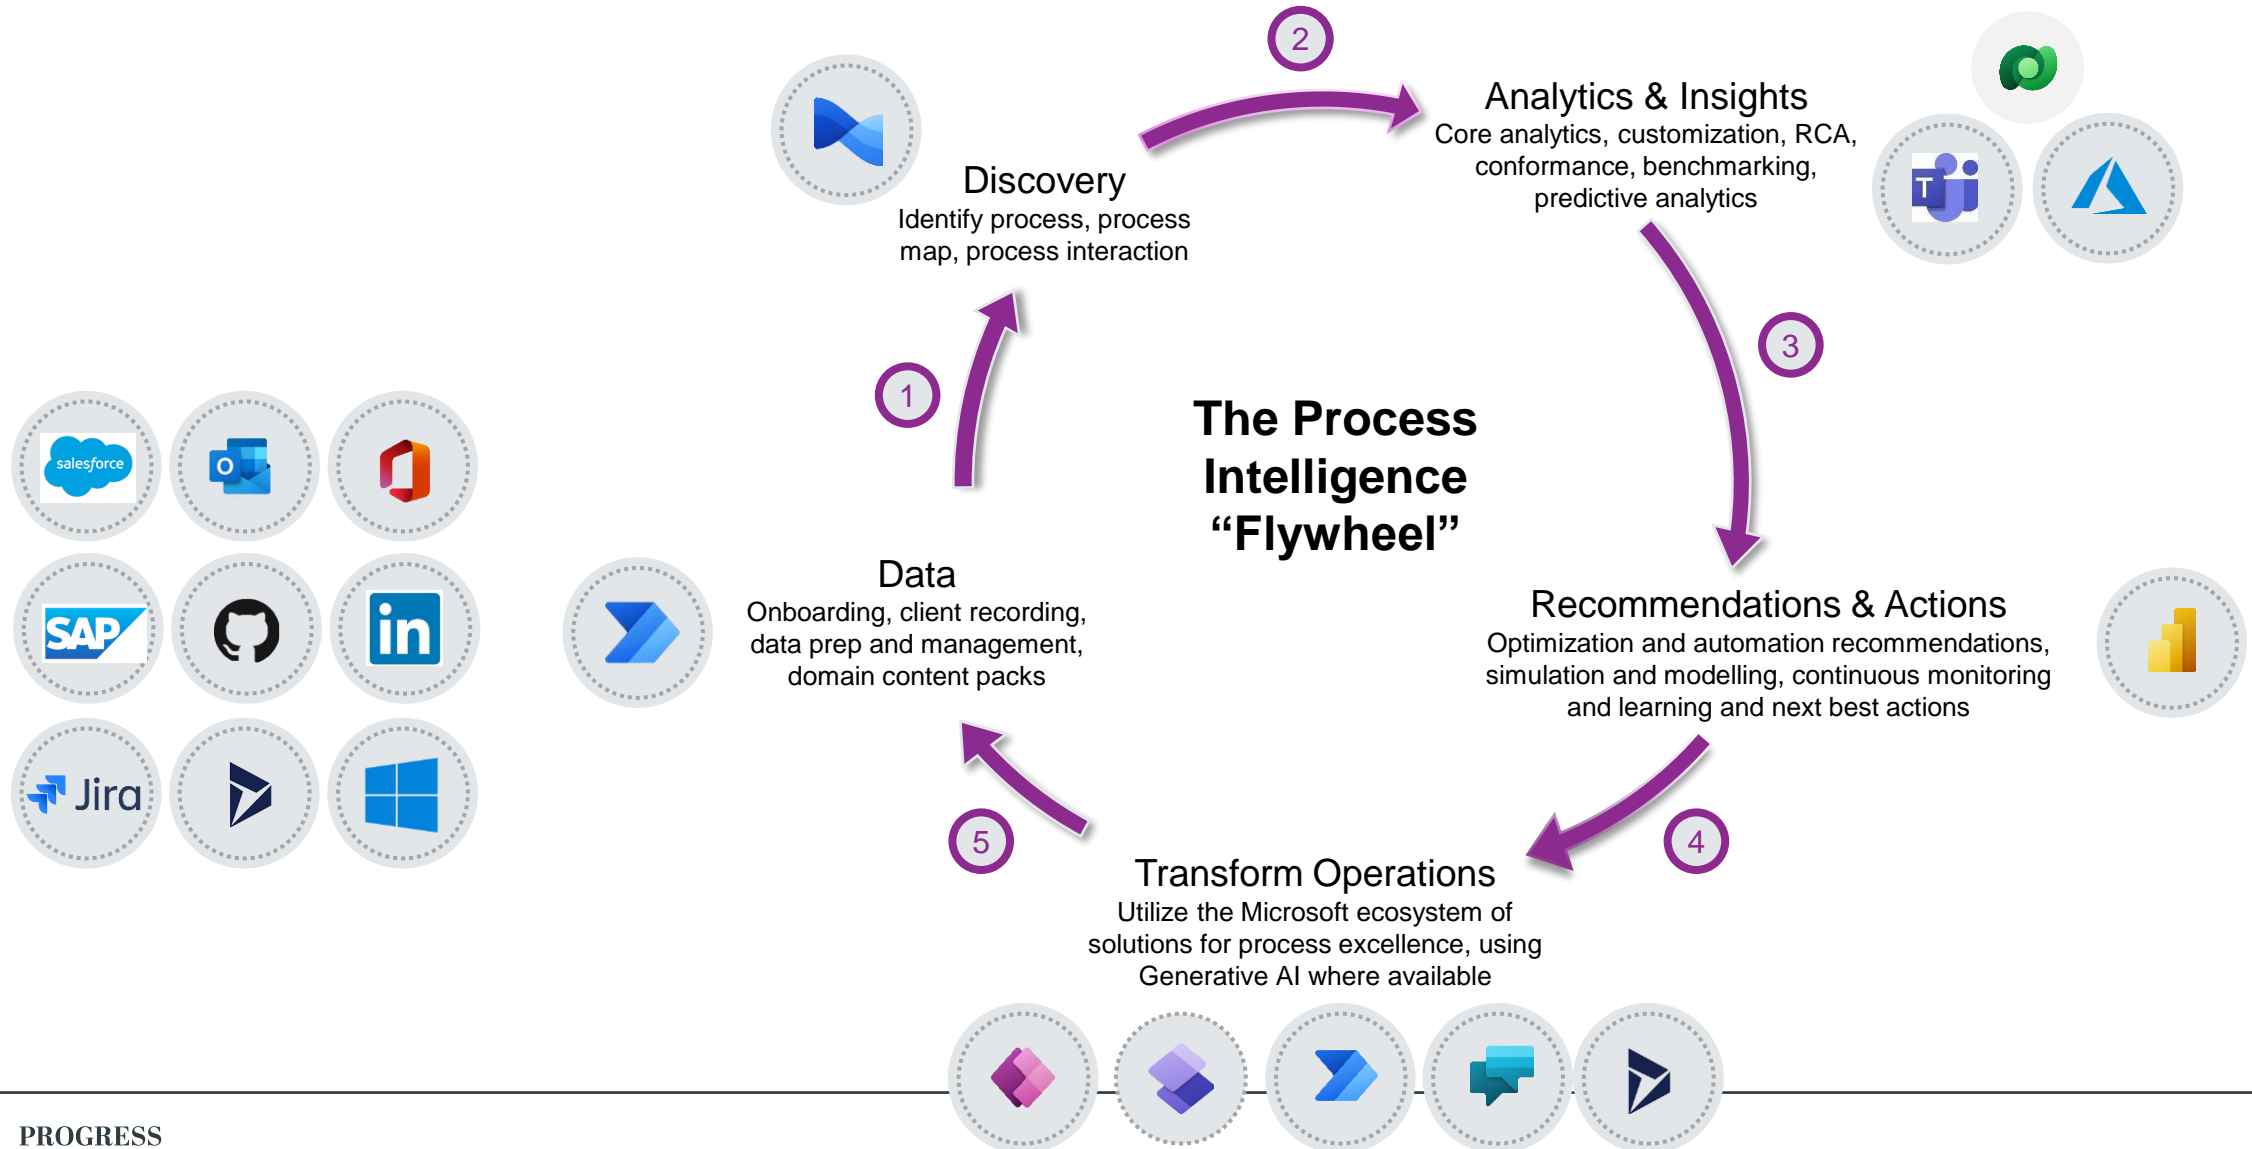 2
Analytics & Insights
Core analytics, customization, RCA,
conformance, benchmarking,
predictive analytics
T
Discovery
Identify process, process
map, process interaction
1
3
The Process
Intelligence
“Flywheel”
salesforce
O
SAP
in
Jira
Data
Onboarding, client recording,
data prep and management,
domain content packs
Recommendations & Actions
Optimization and automation recommendations,
simulation and modelling, continuous monitoring
and learning and next best actions
5
4
Transform Operations
Utilize the Microsoft ecosystem of
solutions for process excellence, using
Generative AI where available
PROGRESS